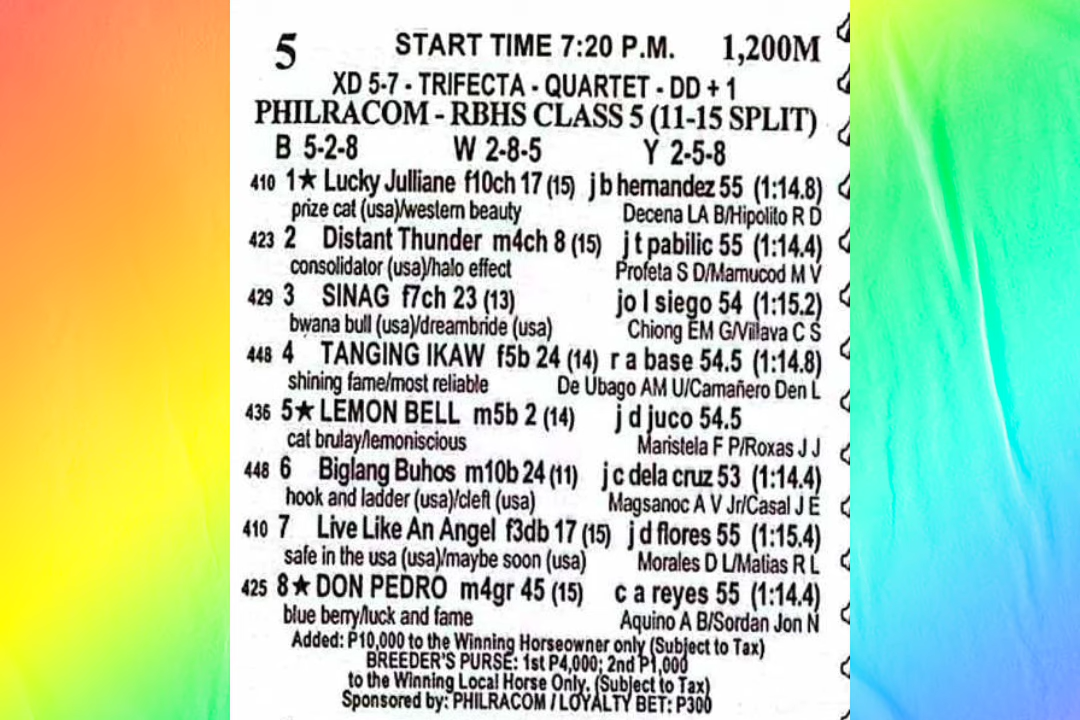 5 START TIME 7:20 P.M. 1,200M
XD 5-7 - TRIFECTA - QUARTET - DD + 1
PHILRACOM - RBHS CLASS 5 (11-15 SPLIT)
B 5-2-8 W 2-8-5 Y 2-5-8
410 1★ Lucky Julliane f10ch 17 (15) j b hernandez 55 (1:14.8)
prize cat (usa)/western beauty Decena LA B/Hipolito R D
423 2 Distant Thunder m4ch 8 (15) j t pabilic 55 (1:14.4)
consolidator (usa)/halo effect Profeta S D/Mamucod M V
429 3 SINAG f7ch 23 (13) jo l siego 54 (1:15.2)
bwana bull (usa)/dreambride (usa) Chiong EM G/Villava C S
448 4 TANGING IKAW f5b 24 (14) r a base 54.5 (1:14.8)
shining fame/most reliable De Ubago AM U/Camañero Den L
436 5★ LEMON BELL m5b 2 (14) j d juco 54.5
cat brulay/lemoniscious Maristela F P/Roxas J J
448 6 Biglang Buhos m10b 24 (11) j c dela cruz 53 (1:14.4)
hook and ladder (usa)/cleft (usa) Magsanoc A V Jr/Casal J E
410 7 Live Like An Angel f3db 17 (15) j d flores 55 (1:15.4)
safe in the usa (usa)/maybe soon (usa) Morales D L/Matias R L
425 8★ DON PEDRO m4gr 45 (15) c a reyes 55 (1:14.4)
blue berry/luck and fame Aquino A B/Sordan Jon N
Added: P10,000 to the Winning Horseowner only (Subject to Tax)
BREEDER'S PURSE: 1st P4,000; 2nd P1,000
to the Winning Local Horse Only. (Subject to Tax)
Sponsored by: PHILRACOM / LOYALTY BET: P300